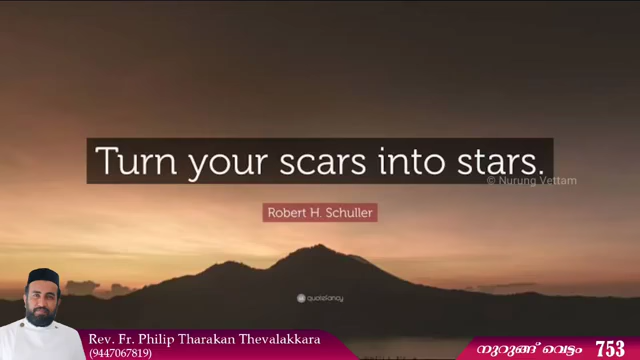 Turn your scars into stars.
© Nurung Vettam
Robert H. Schuller
quotefancy
Rev. Fr. Philip Tharakan Thevalakkara
(9447067819)
നുറുങ്ങ് വെട്ടം 753